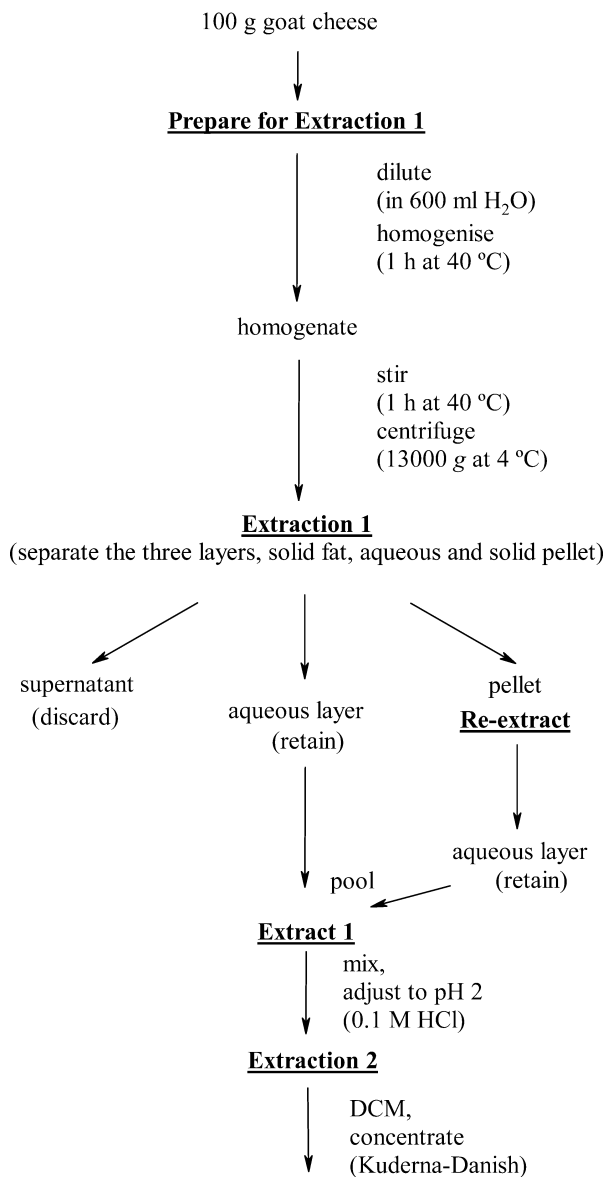 100 g goat cheese
Prepare for Extraction 1
dilute
(in 600 ml H₂O)
homogenise
(1 h at 40 ºC)
homogenate
stir
(1 h at 40 ºC)
centrifuge
(13000 g at 4 ºC)
Extraction 1
(separate the three layers, solid fat, aqueous and solid pellet)
supernatant
(discard)
aqueous layer
(retain)
pellet
Re-extract
aqueous layer
(retain)
pool
Extract 1
mix,
adjust to pH 2
(0.1 M HCl)
Extraction 2
DCM,
concentrate
(Kuderna-Danish)